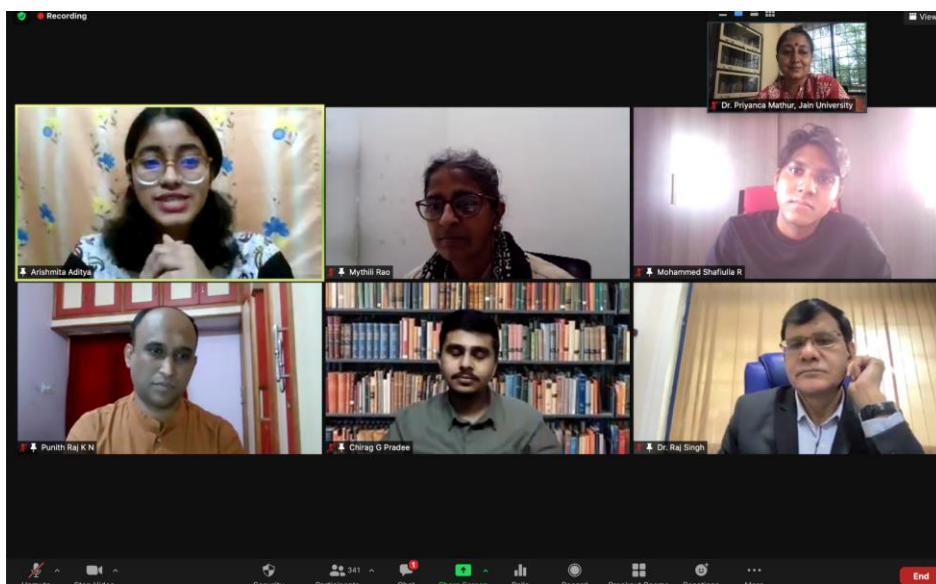 Recording
View
Dr. Priyanca Mathur, Jain University
Arishmita Aditya
Mythili Rao
Mohammed Shafiulla R
Punith Raj K N
Chirag G Pradee
Dr. Raj Singh
341
1
End